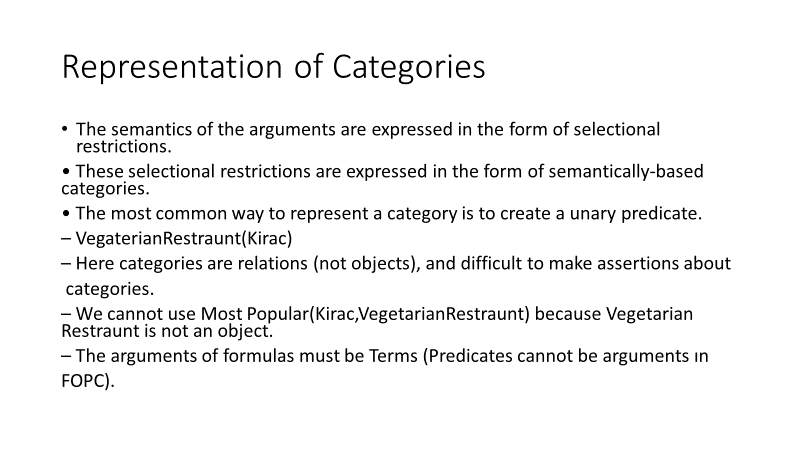 Representation of Categories
• The semantics of the arguments are expressed in the form of selectional
restrictions.
• These selectional restrictions are expressed in the form of semantically-based
categories.
• The most common way to represent a category is to create a unary predicate.
– VegaterianRestraunt(Kirac)
– Here categories are relations (not objects), and difficult to make assertions about
categories.
– We cannot use Most Popular(Kirac,VegetarianRestraunt) because Vegetarian
Restraunt is not an object.
– The arguments of formulas must be Terms (Predicates cannot be arguments ın
FOPC).